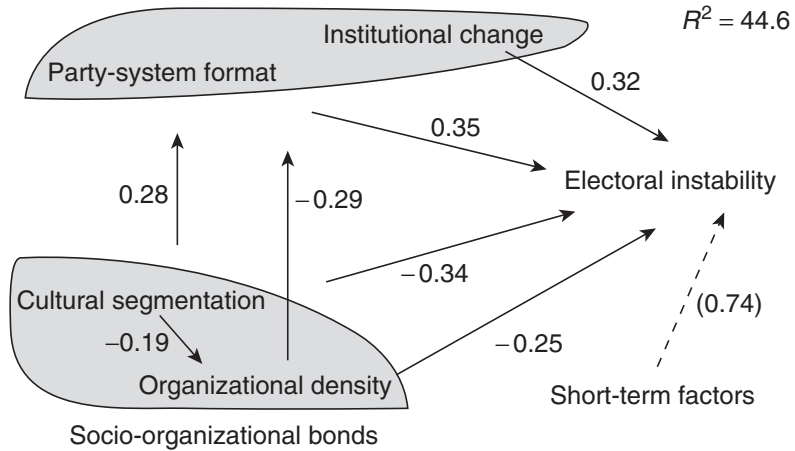 Institutional change
R² = 44.6
Party-system format
0.32
0.35
Electoral instability
0.28
−0.29
−0.34
Cultural segmentation
(0.74)
−0.19
−0.25
Organizational density
Short-term factors
Socio-organizational bonds